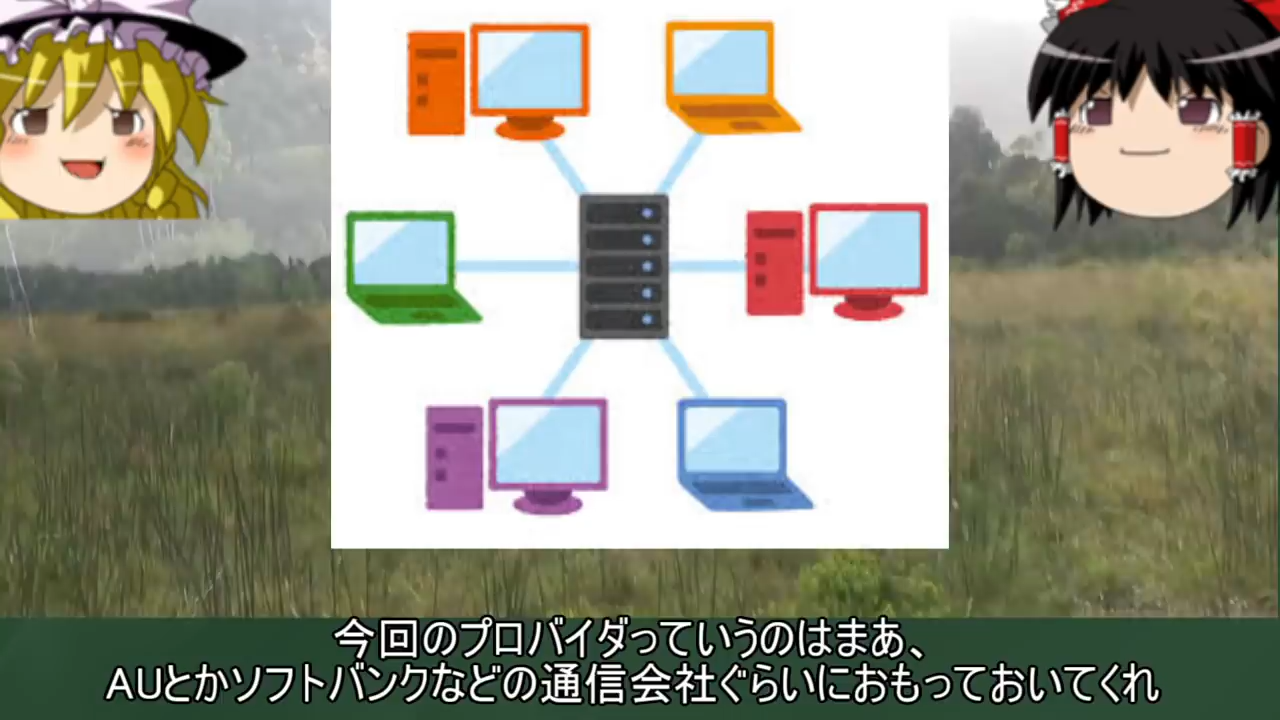 今回のプロバイダっていうのはまあ、
AUとかソフトバンクなどの通信会社ぐらいにおもっておいてくれ